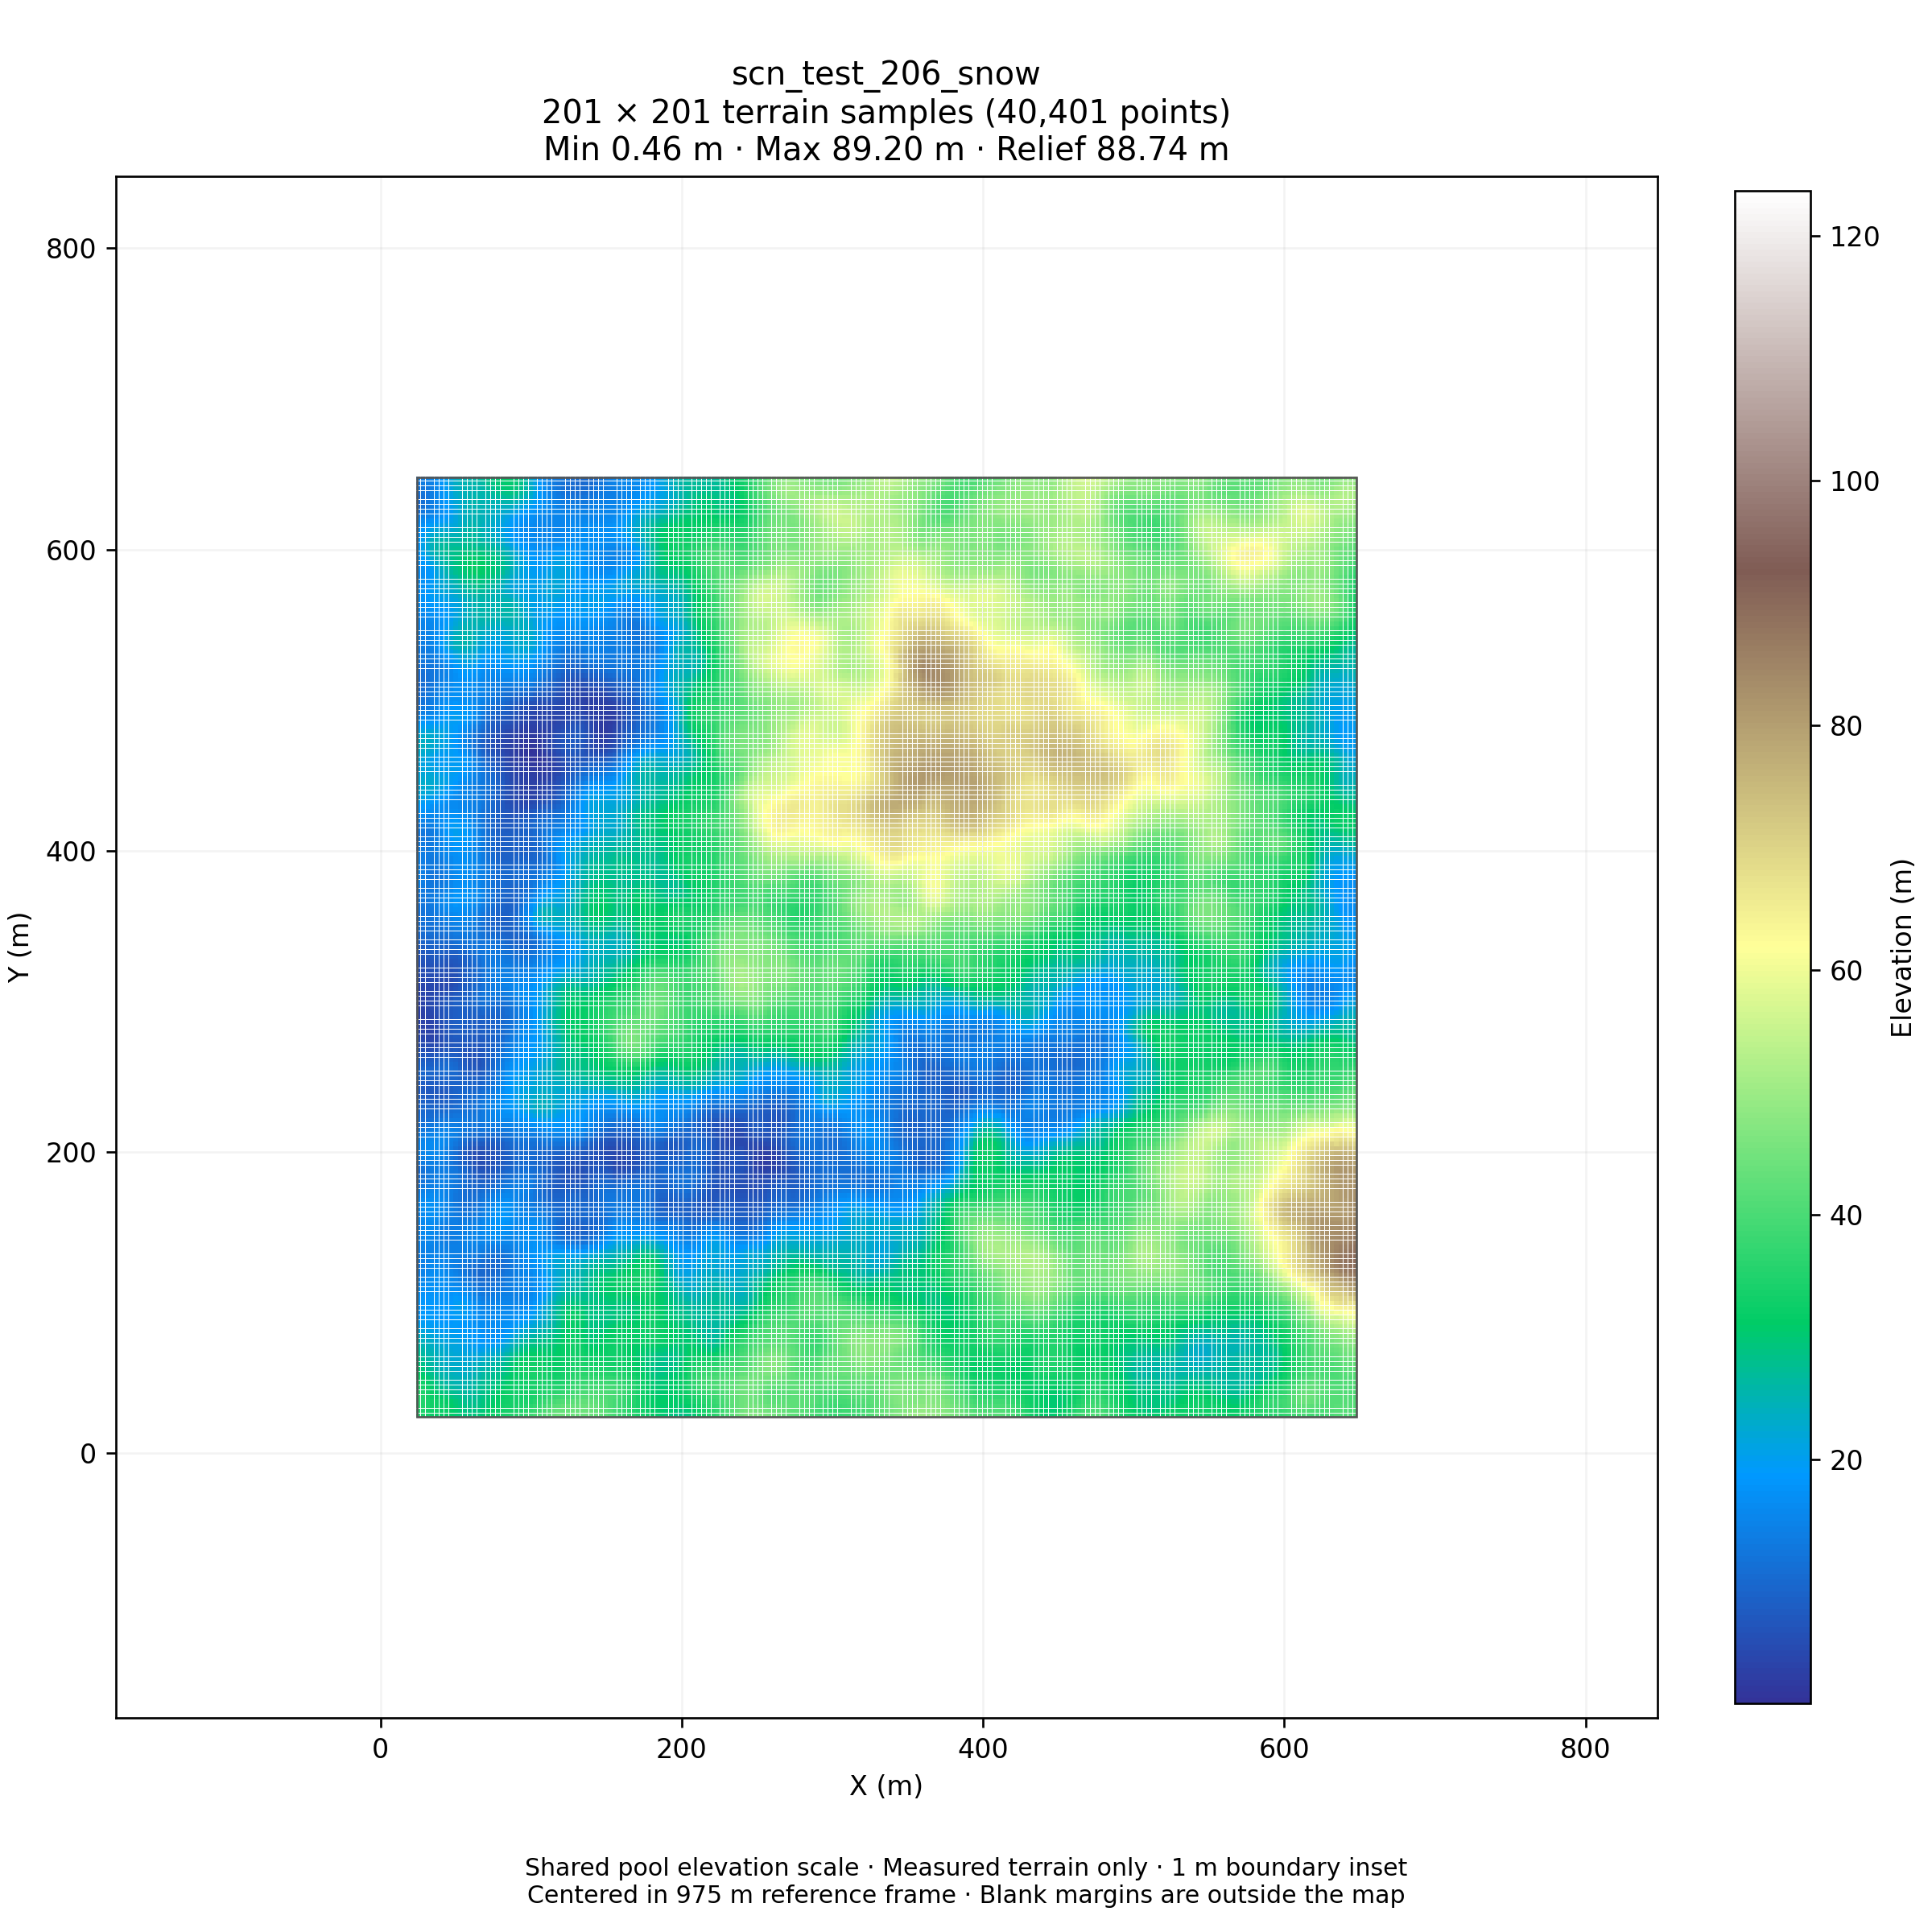 scn_test_206_snow
201 × 201 terrain samples (40,401 points)
Min 0.46 m · Max 89.20 m · Relief 88.74 m
800
600
400
200
0
Y (m)
0
200
400
600
800
X (m)
120
100
80
60
40
20
Elevation (m)
Shared pool elevation scale · Measured terrain only · 1 m boundary inset
Centered in 975 m reference frame · Blank margins are outside the map